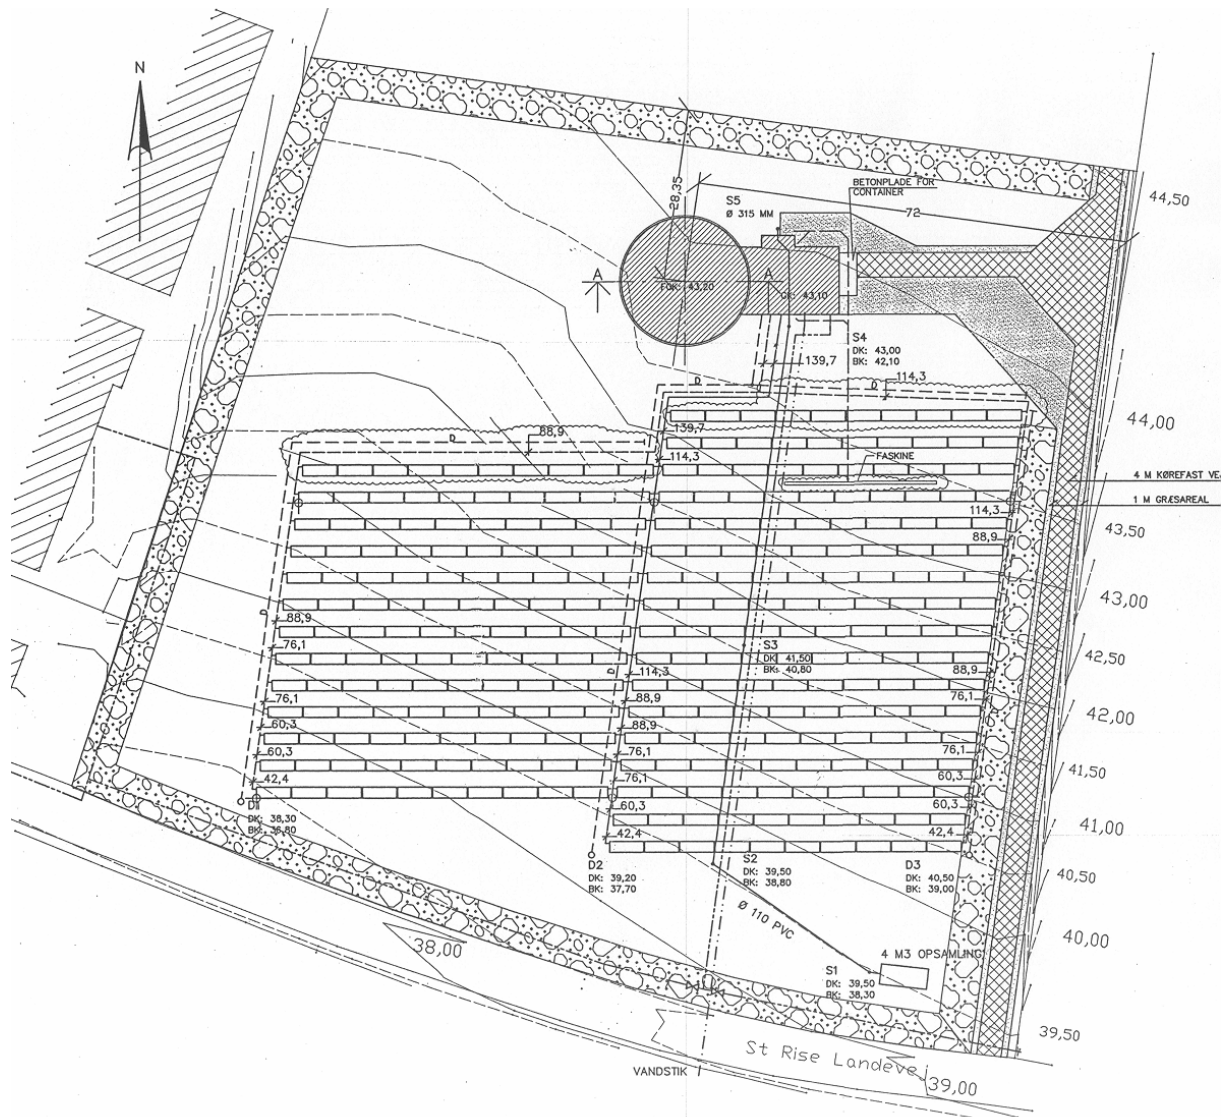 N
BETONPLADE FOR
CONTAINER
44,50
S5
Ø 315 MM
28,35
72
A
A
FGK: 43,20
GK: 43,10
S4
DK: 43,00
BK: 42,10
139,7
D
D
114,3
44,00
139,7
88,9
D
114,3
FASKINE
4 M KØREFAST VEJ
1 M GRÆSAREAL
114,3
43,50
88,9
43,00
D
88,9
76,1
S3
DK: 41,50
BK: 40,80
42,50
D
114,3
88,9
76,1
76,1
88,9
42,00
60,3
88,9
60,3
76,1
76,1
41,50
42,4
76,1
60,3
D1
DK: 38,30
BK: 36,80
60,3
60,3
41,00
42,4
42,4
D2
DK: 39,20
BK: 37,70
S2
DK: 39,50
BK: 38,80
D3
DK: 40,50
BK: 39,00
40,50
Ø 110 PVC
40,00
38,00
4 M3 OPSAMLING
S1
DK: 39,50
BK: 38,30
39,50
St Rise Landevej
VANDSTIK
39,00